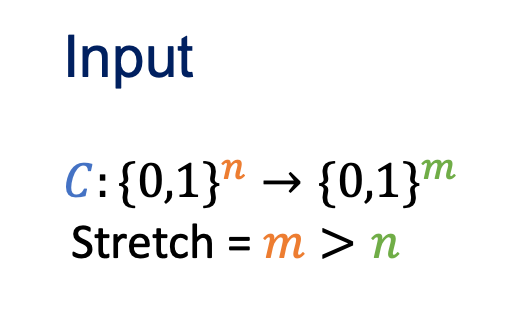 Input
C:{0,1}ⁿ → {0,1}ᵐ
Stretch = m > n